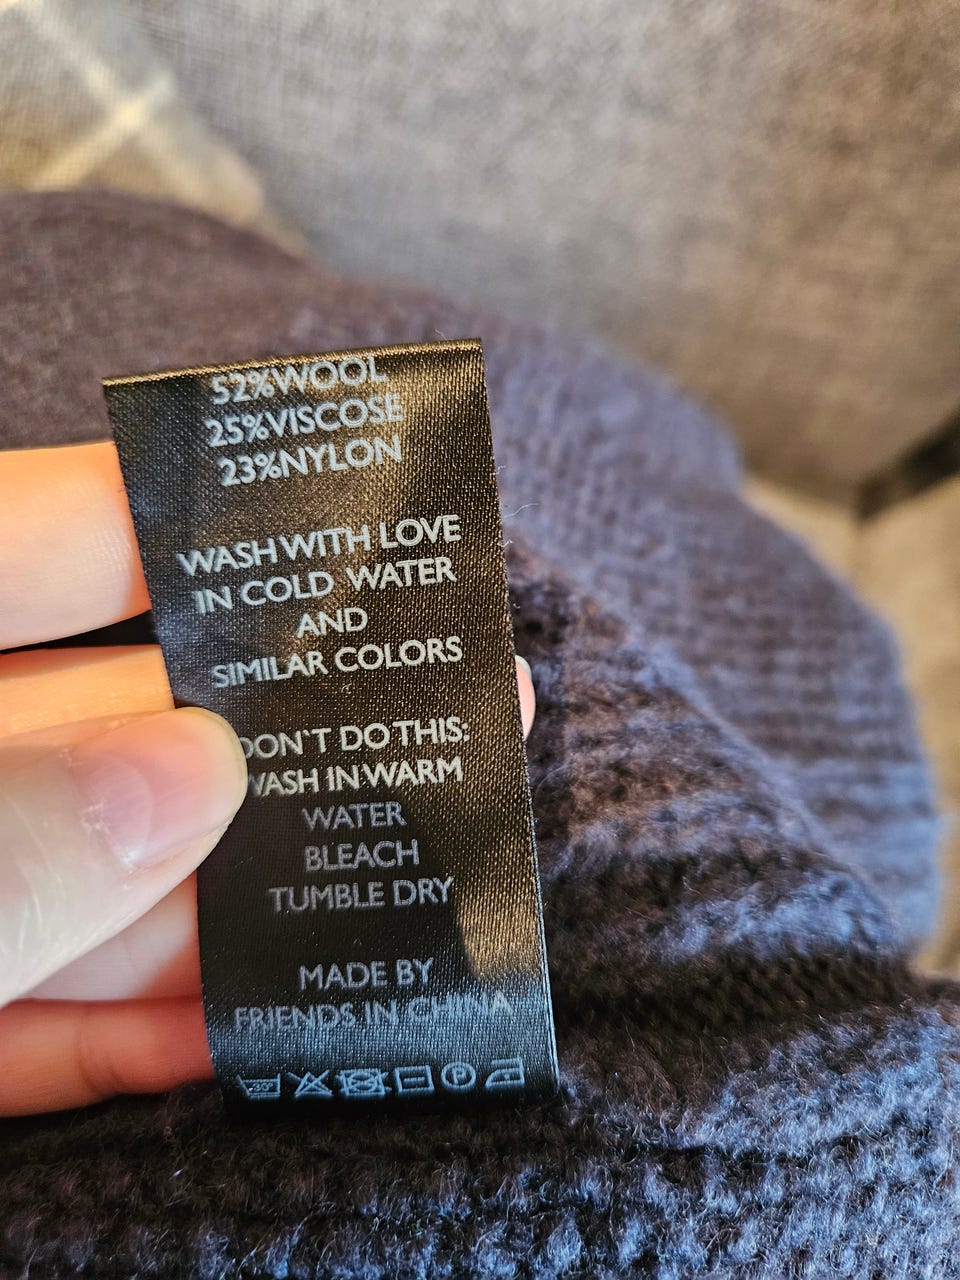 52%WOOL
25%VISCOSE
23%NYLON
WASH WITH LOVE
IN COLD WATER
AND
SIMILAR COLORS
DON'T DO THIS:
WASH IN WARM
WATER
BLEACH
TUMBLE DRY
MADE BY
FRIENDS IN CHINA
30° P